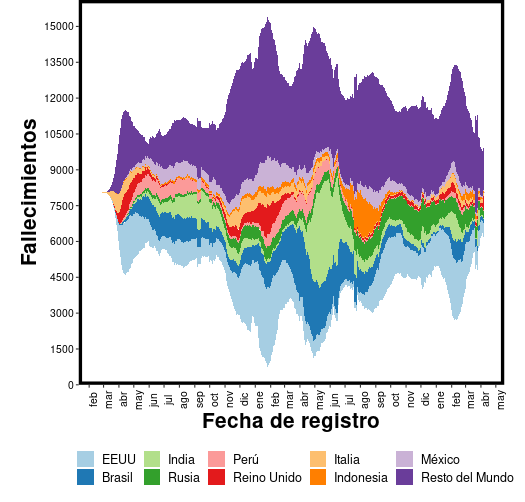 Fallecimientos
15000
13500
12000
10500
9000
7500
6000
4500
3000
1500
0
feb mar abr may jun jul ago sep oct nov dic ene feb mar abr may jun jul ago sep oct nov dic ene feb mar abr may
Fecha de registro
EEUU India Perú Italia México
Brasil Rusia Reino Unido Indonesia Resto del Mundo